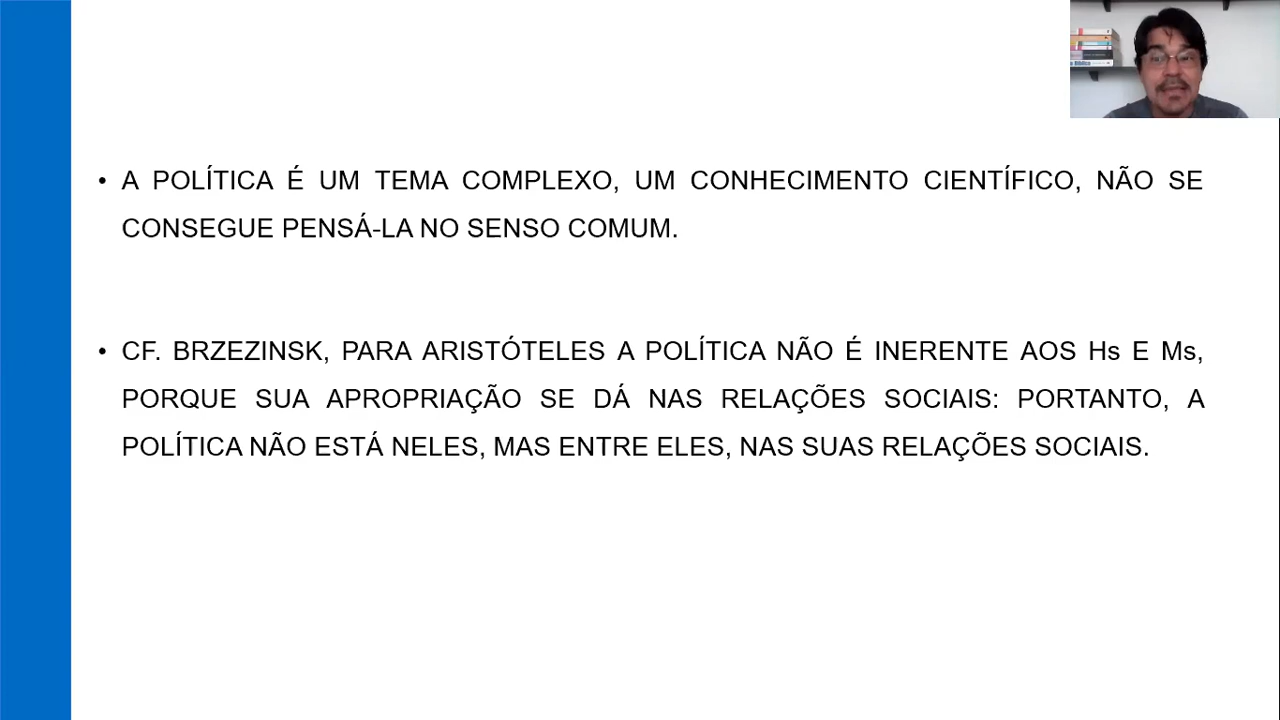 • A POLÍTICA É UM TEMA COMPLEXO, UM CONHECIMENTO CIENTÍFICO, NÃO SE
CONSEGUE PENSÁ-LA NO SENSO COMUM.
• CF. BRZEZINSK, PARA ARISTÓTELES A POLÍTICA NÃO É INERENTE AOS Hs E Ms,
PORQUE SUA APROPRIAÇÃO SE DÁ NAS RELAÇÕES SOCIAIS: PORTANTO, A
POLÍTICA NÃO ESTÁ NELES, MAS ENTRE ELES, NAS SUAS RELAÇÕES SOCIAIS.